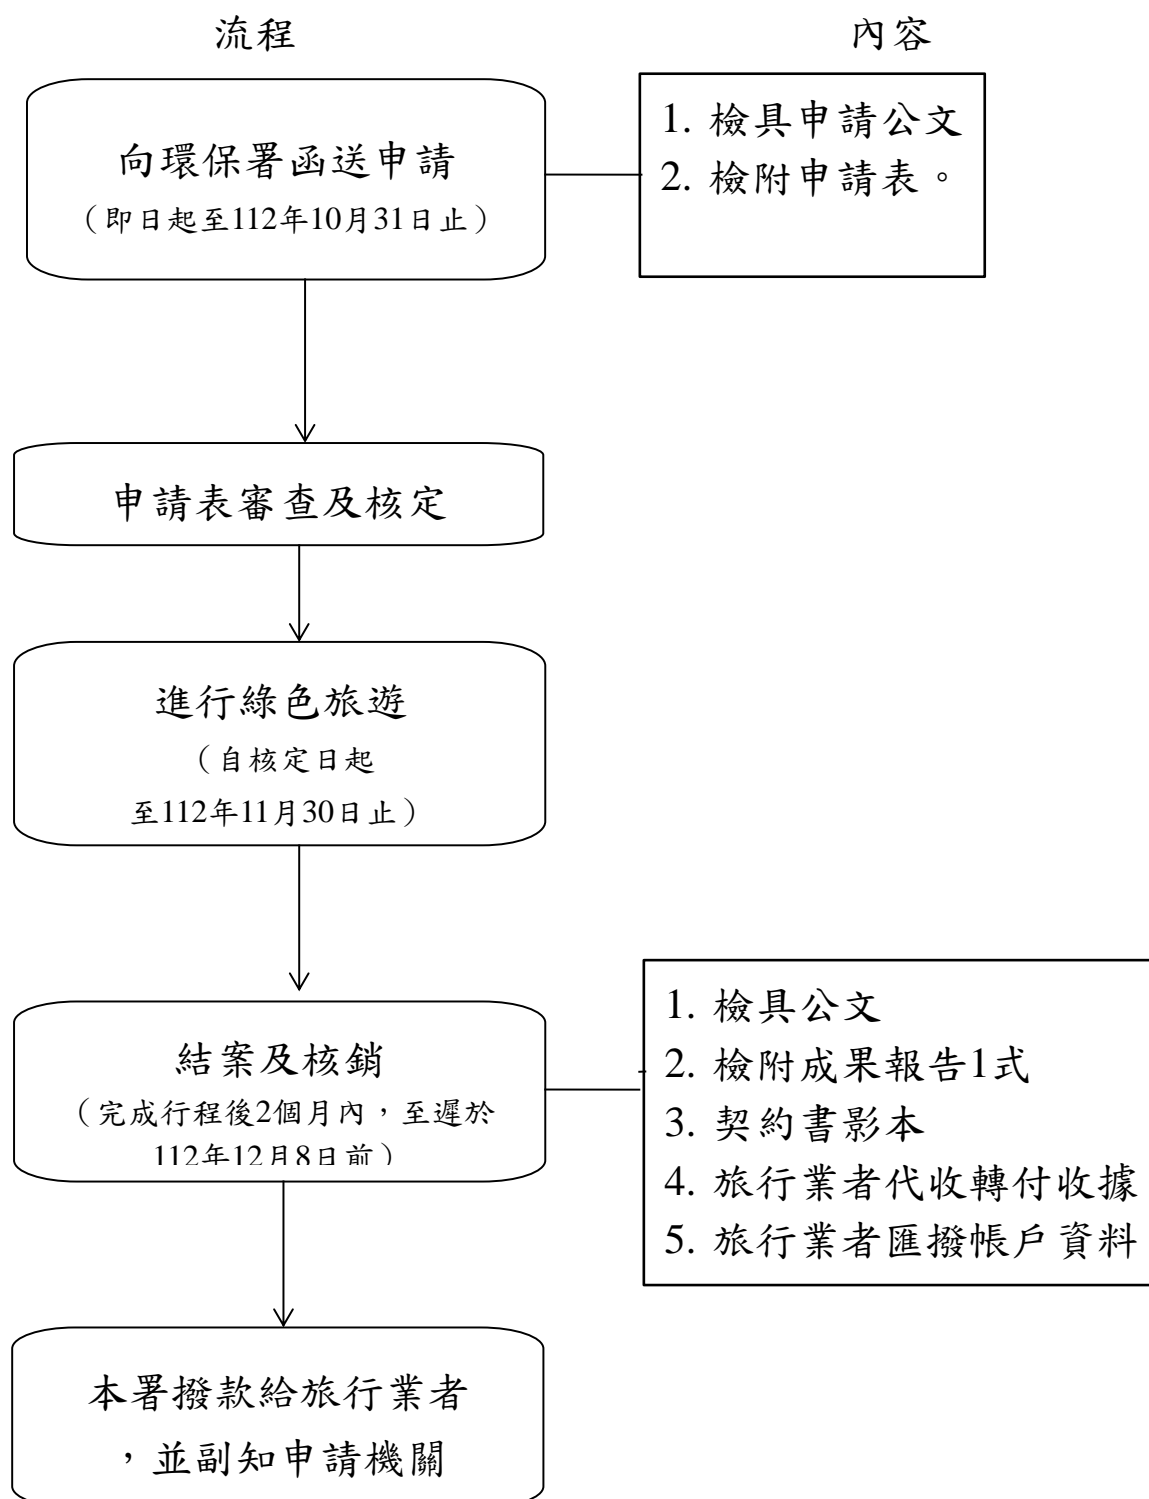 流程
內容
向環保署函送申請
（即日起至112年10月31日止）
1. 檢具申請公文
2. 檢附申請表。
申請表審查及核定
進行綠色旅遊
（自核定日起
至112年11月30日止）
結案及核銷
（完成行程後2個月內，至遲於
112年12月8日前）
1. 檢具公文
2. 檢附成果報告1式
3. 契約書影本
4. 旅行業者代收轉付收據
5. 旅行業者匯撥帳戶資料
本署撥款給旅行業者
，並副知申請機關